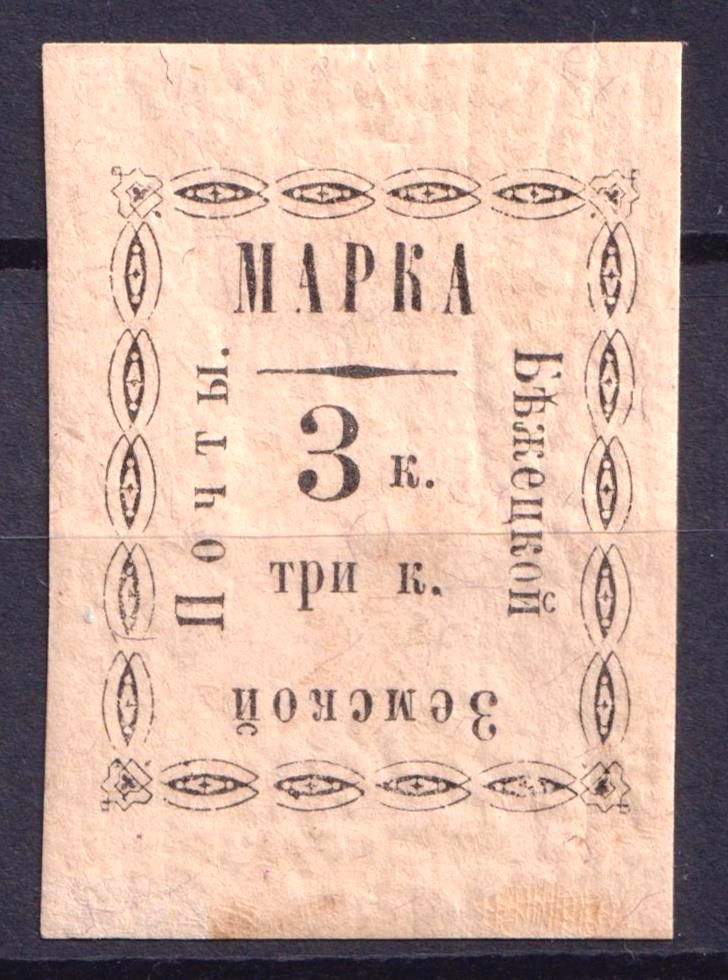 МАРКА
Бѣжецкой
Земской
Почты.
3 к.
три к.